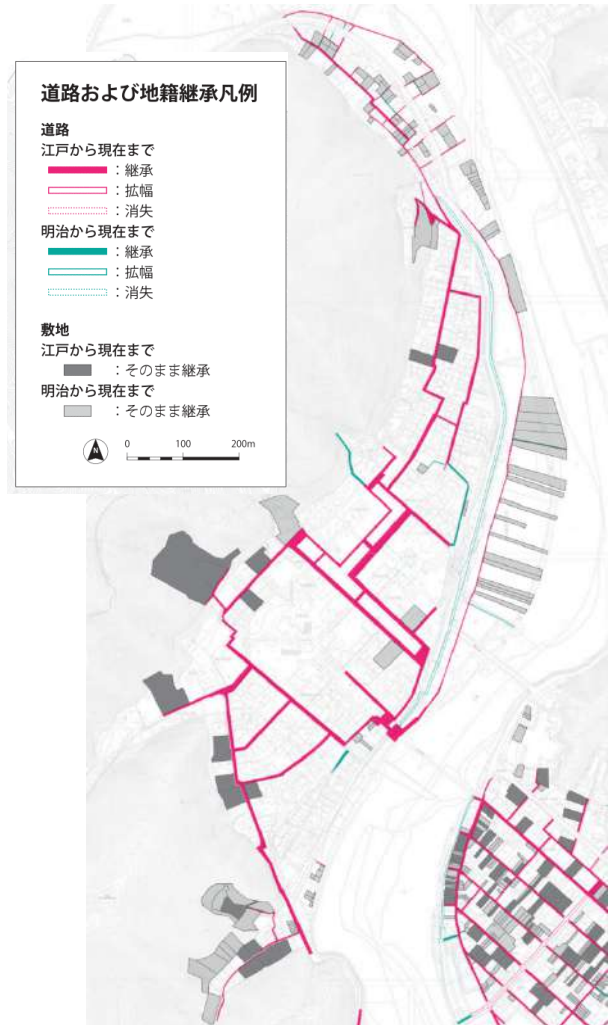 道路および地籍継承凡例
道路
江戸から現在まで
：継承
：拡幅
：消失
明治から現在まで
：継承
：拡幅
：消失
敷地
江戸から現在まで
：そのまま継承
明治から現在まで
：そのまま継承
N 0 100 200m